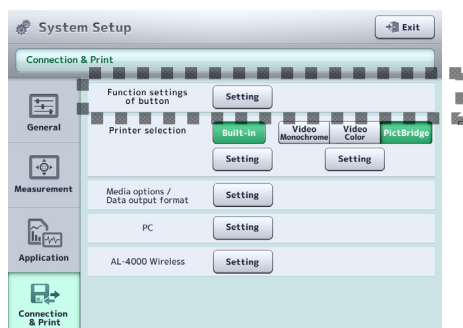 System Setup
Exit
Connection & Print
Function settings
of button
Setting
General
Printer selection
Built-in
Video
Monochrome
Video
Color
PictBridge
Setting
Setting
Measurement
Media options /
Data output format
Setting
PC
Setting
Application
AL-4000 Wireless
Setting
Connection
& Print